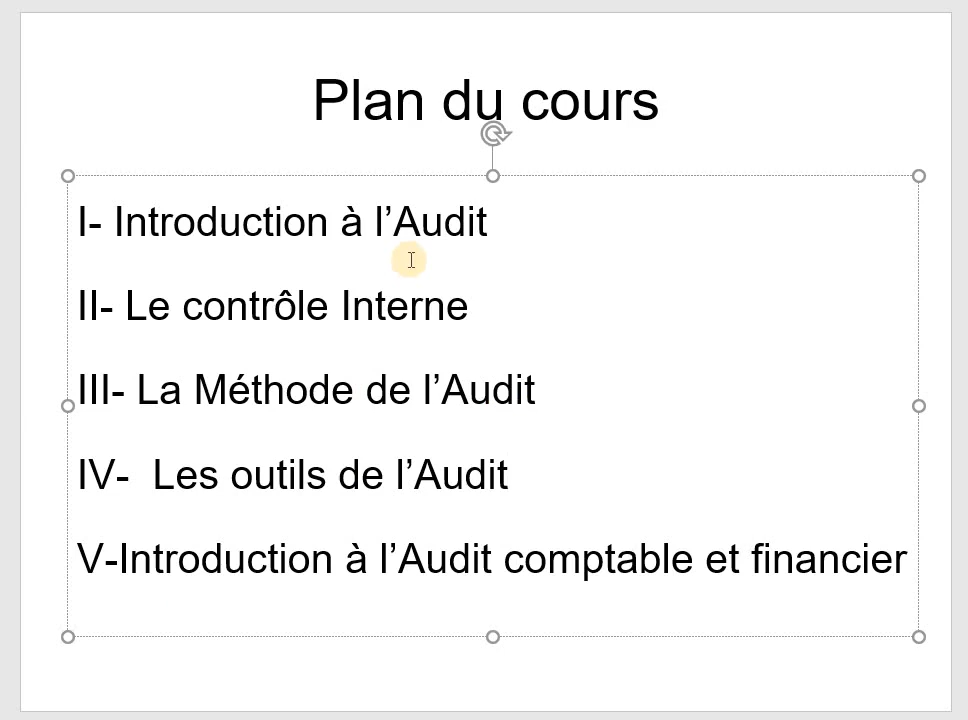 Plan du cours
I- Introduction à l’Audit
II- Le contrôle Interne
III- La Méthode de l’Audit
IV-  Les outils de l’Audit
V-Introduction à l’Audit comptable et financier